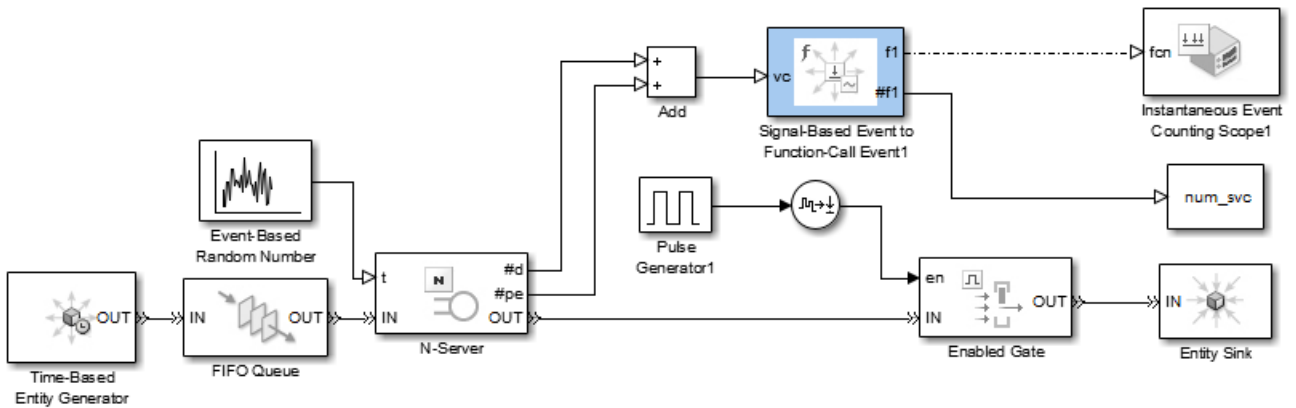 f
f1
fcn
vc
#f1
+
+
Add
Signal-Based Event to
Function-Call Event1
Instantaneous Event
Counting Scope1
num_svc
Event-Based
Random Number
Pulse
Generator1
t
N
#d
#pe
IN
OUT
N-Server
en
IN
OUT
Enabled Gate
IN
Entity Sink
OUT
Time-Based
Entity Generator
IN
OUT
FIFO Queue